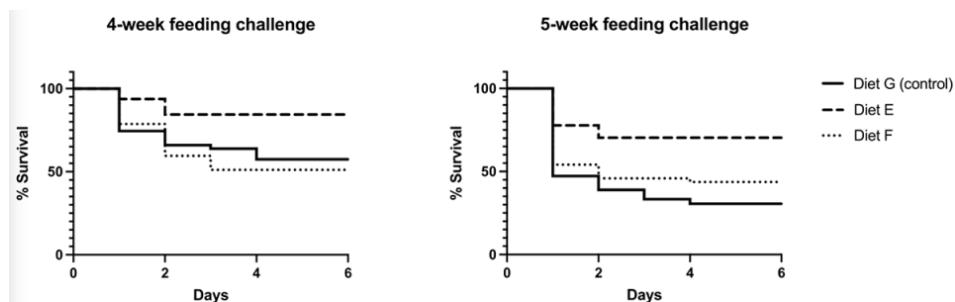 4-week feeding challenge
% Survival
100
50
0
0
2
4
6
Days
5-week feeding challenge
% Survival
100
50
0
0
2
4
6
Days
Diet G (control)
Diet E
Diet F